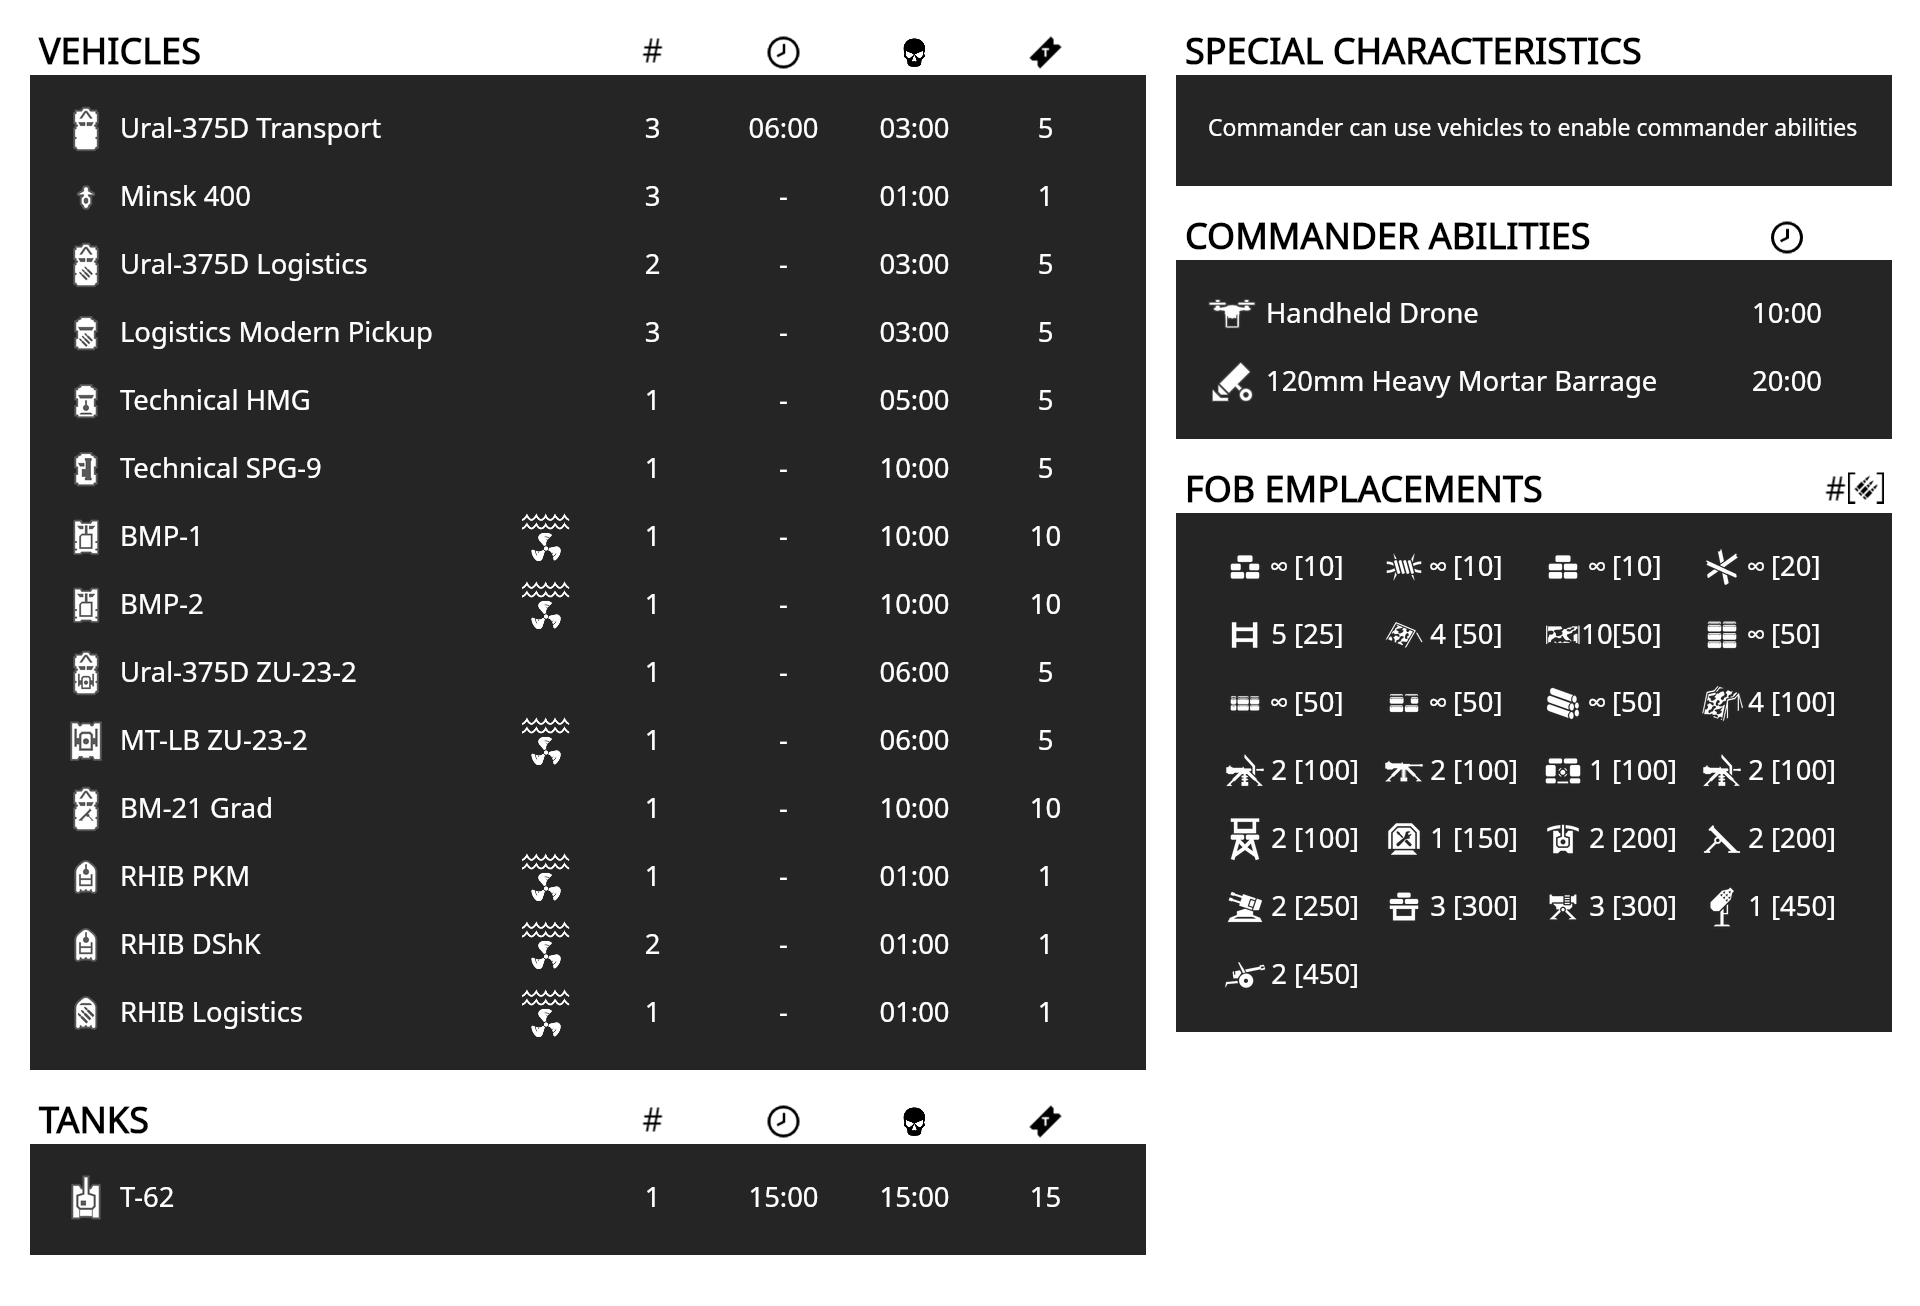 VEHICLES #
Ural-375D Transport 3 06:00 03:00 5
Minsk 400 3 - 01:00 1
Ural-375D Logistics 2 - 03:00 5
Logistics Modern Pickup 3 - 03:00 5
Technical HMG 1 - 05:00 5
Technical SPG-9 1 - 10:00 5
BMP-1 1 - 10:00 10
BMP-2 1 - 10:00 10
Ural-375D ZU-23-2 1 - 06:00 5
MT-LB ZU-23-2 1 - 06:00 5
BM-21 Grad 1 - 10:00 10
RHIB PKM 1 - 01:00 1
RHIB DShK 2 - 01:00 1
RHIB Logistics 1 - 01:00 1
TANKS #
T-62 1 15:00 15:00 15
SPECIAL CHARACTERISTICS
Commander can use vehicles to enable commander abilities
COMMANDER ABILITIES
Handheld Drone 10:00
120mm Heavy Mortar Barrage 20:00
FOB EMPLACEMENTS #[]
∞ [10] ∞ [10] ∞ [10] ∞ [20]
5 [25] 4 [50] 10[50] ∞ [50]
∞ [50] ∞ [50] ∞ [50] 4 [100]
2 [100] 2 [100] 1 [100] 2 [100]
2 [100] 1 [150] 2 [200] 2 [200]
2 [250] 3 [300] 3 [300] 1 [450]
2 [450]